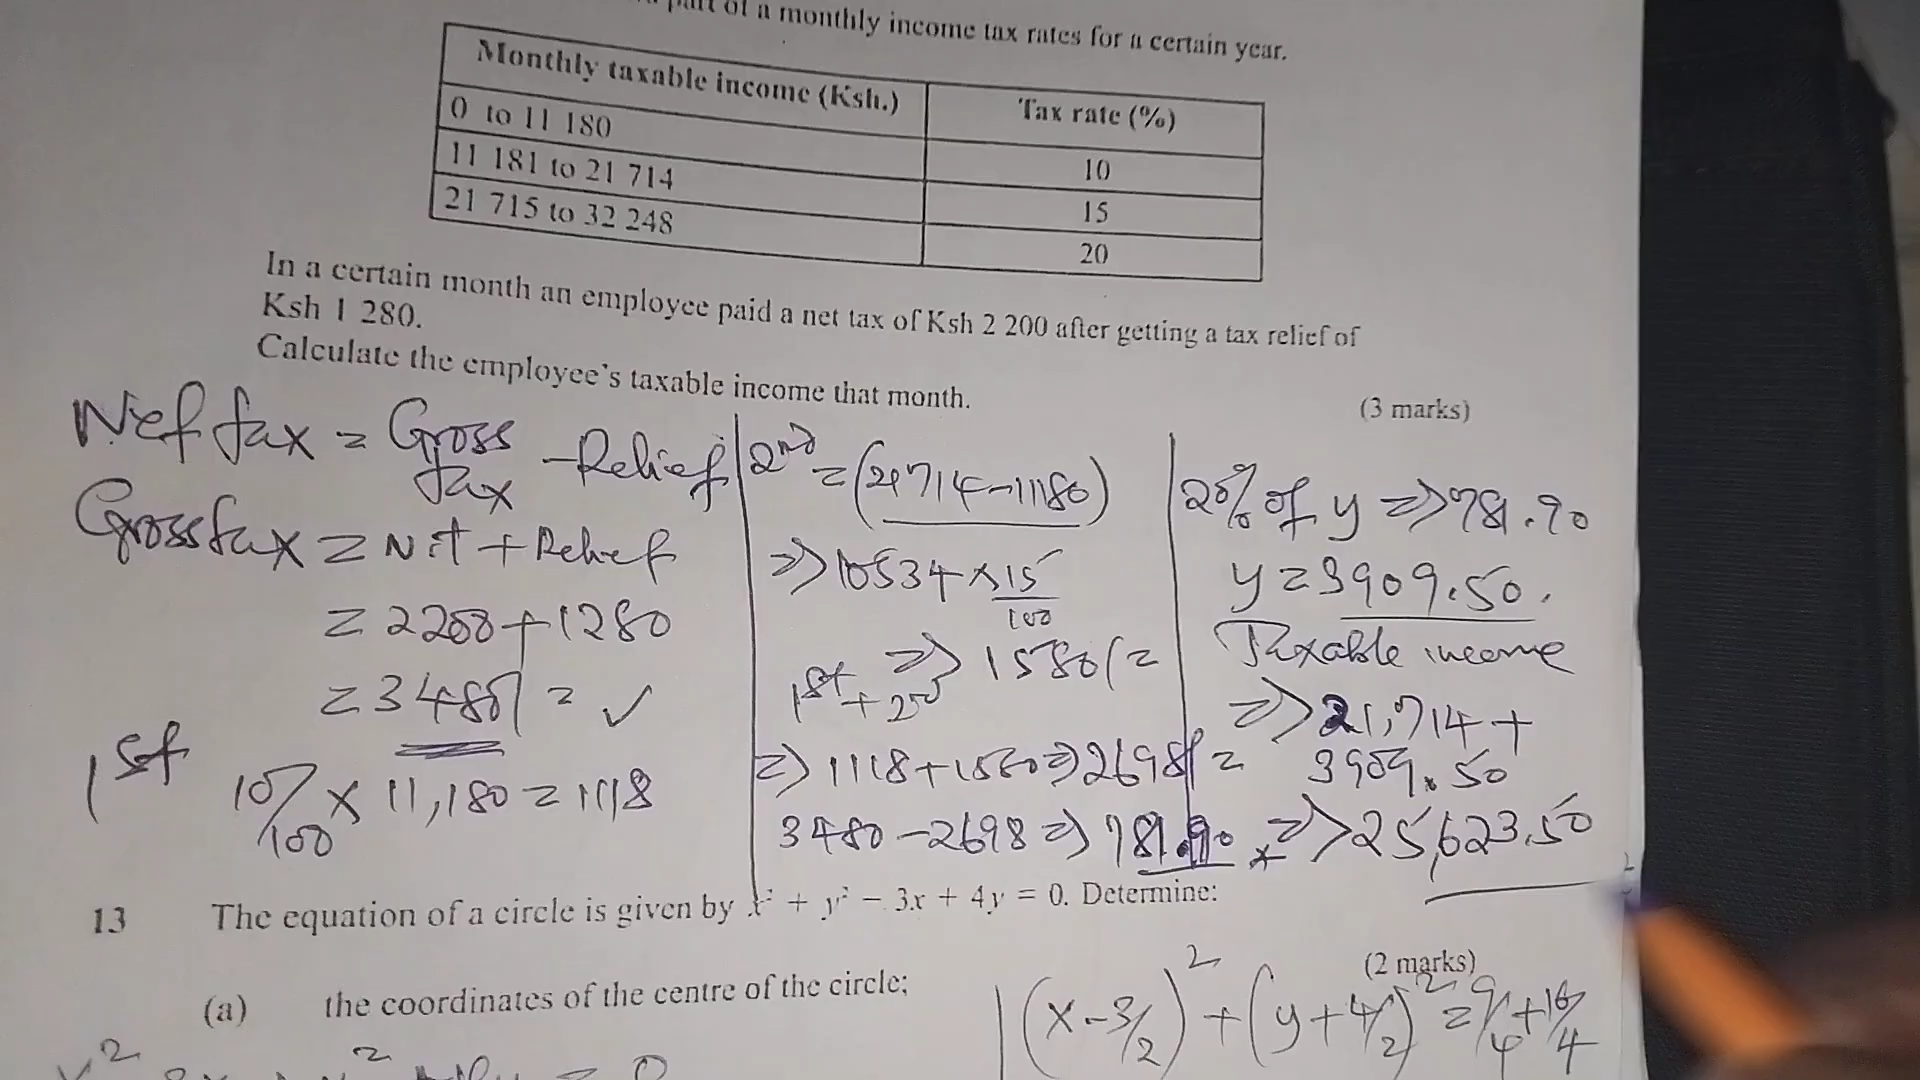 part of a monthly income tax rates for a certain year.
Monthly taxable income (Ksh.) Tax rate (%)
0 to 11 180 10
11 181 to 21 714 15
21 715 to 32 248 20
In a certain month an employee paid a net tax of Ksh 2 200 after getting a tax relief of
Ksh 1 280.
Calculate the employee's taxable income that month.
(3 marks)
Net tax = Gross tax - Relief
Gross tax = Net + Relief
= 2200 + 1280
= 3480/= ✓
1st
10/100 × 11,180 = 1118
2nd = (21714-11180)
=> 10534 × 15/100
=> 1580/=
1st + 2nd
=> 1118 + 1580 => 2698/=
3480 - 2698 => 781.90
20% of y => 781.90
y = 3909.50.
Taxable income
=> 21,714 +
3909.50
=> 25,623.50
13 The equation of a circle is given by x² + y² − 3x + 4y = 0. Determine:
(a) the coordinates of the centre of the circle;
(2 marks)
(x-3/2)² + (y+4/2)² = 9/4 + 16/4